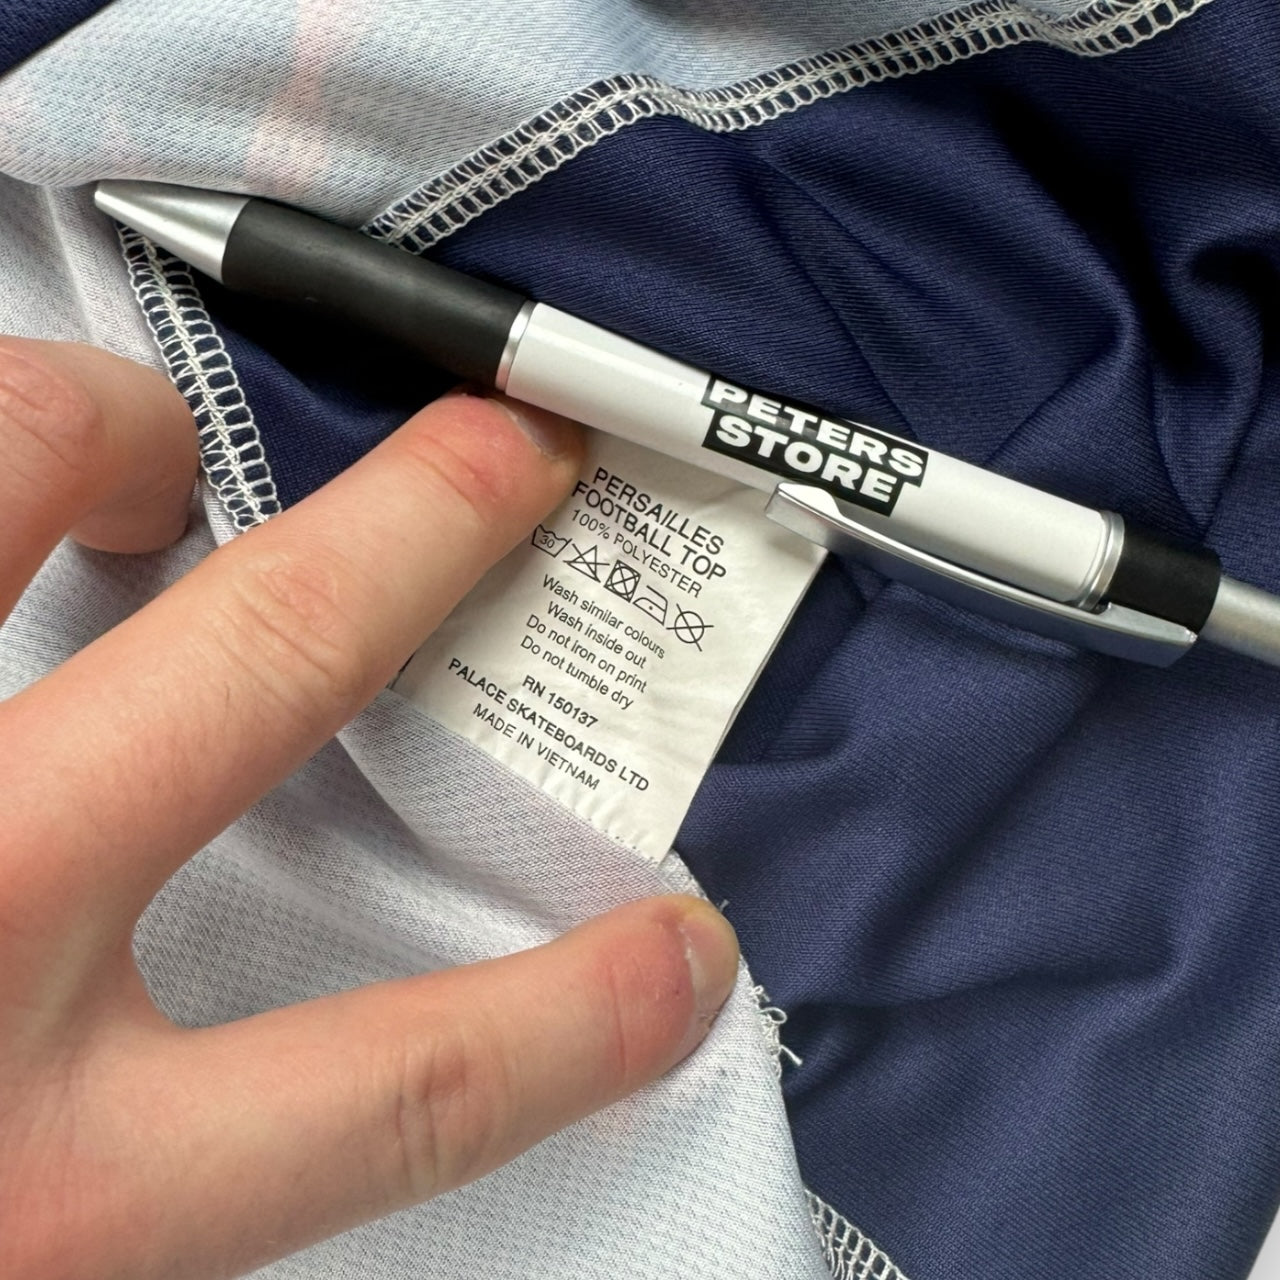 PETERS
STORE
PERSAILLES
FOOTBALL TOP
100% POLYESTER
30
Wash similar colours
Wash inside out
Do not iron on print
Do not tumble dry
RN 150137
PALACE SKATEBOARDS LTD
MADE IN VIETNAM